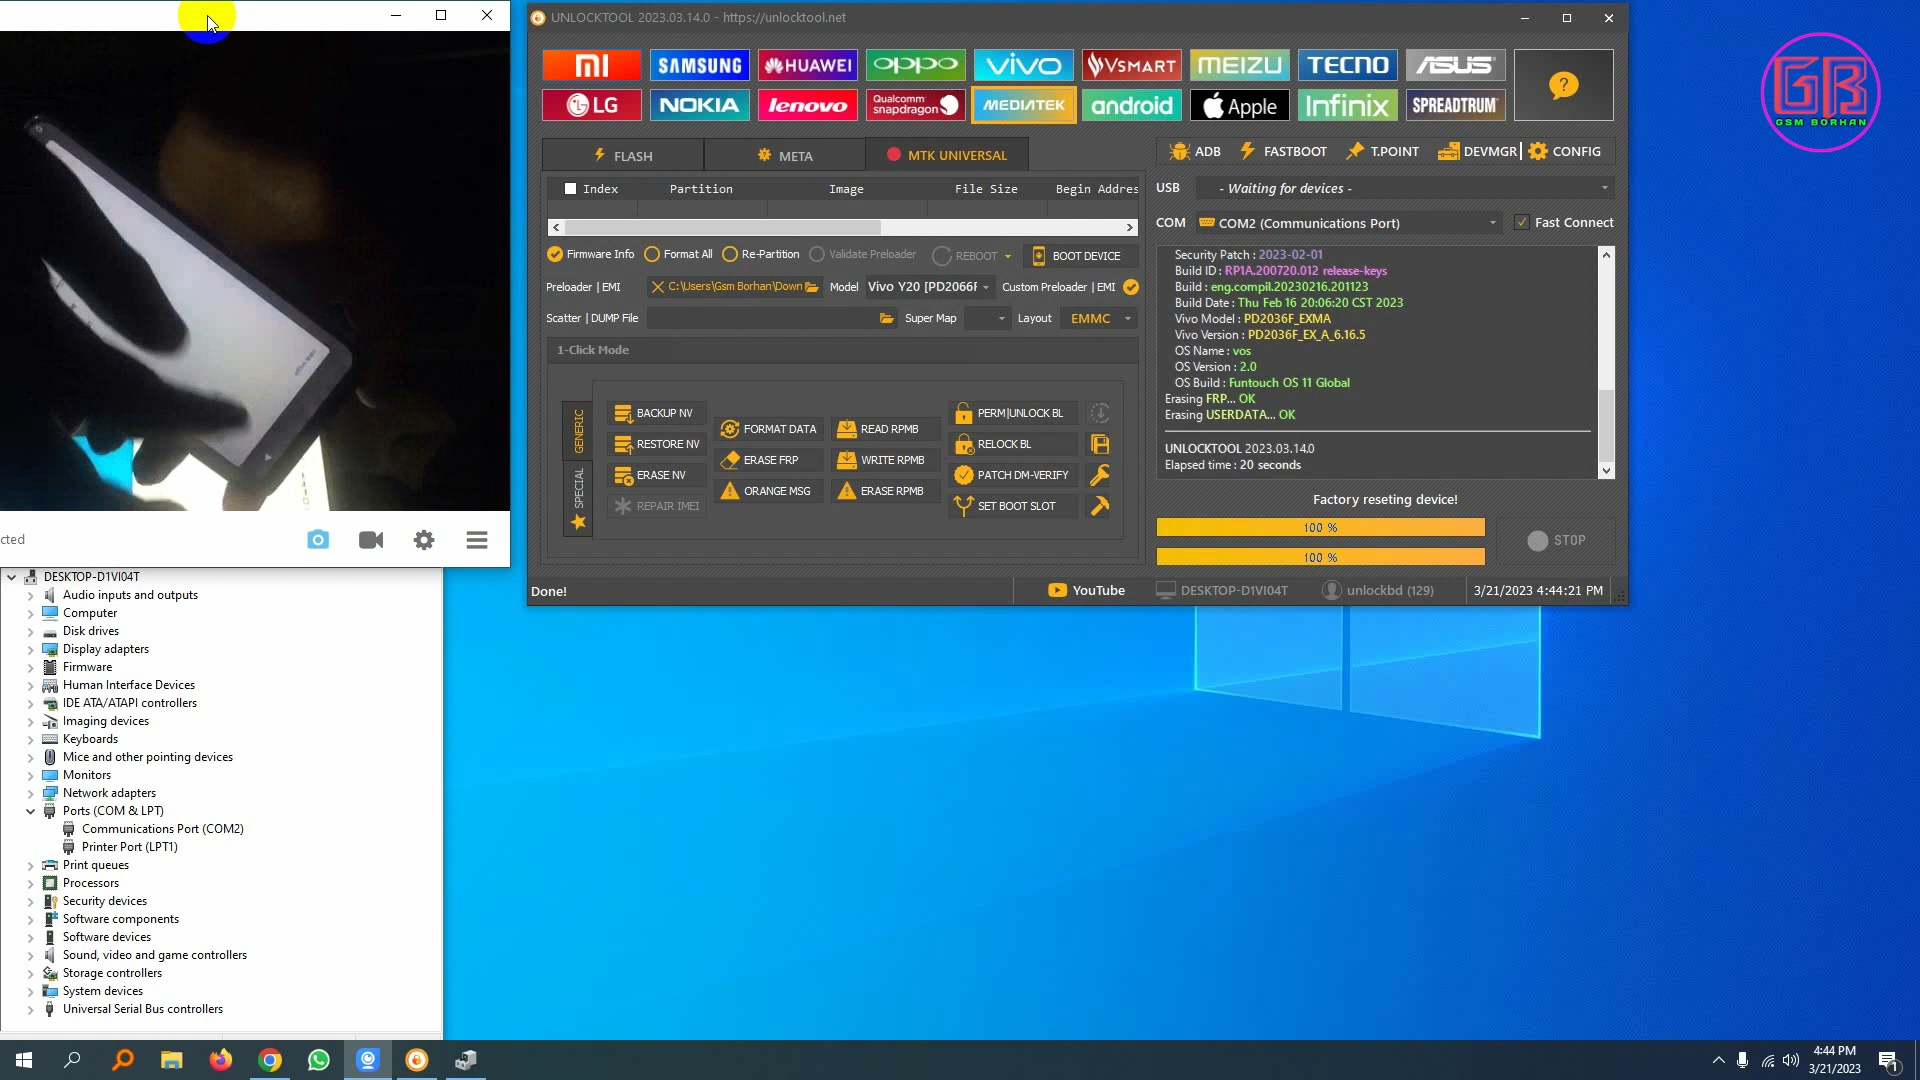 UNLOCKTOOL 2023.03.14.0 - https://unlocktool.net
mi
SAMSUNG
HUAWEI
oppo
vivo
VSMART
MEIZU
TECNO
ASUS
?
LG
NOKIA
lenovo
Qualcomm snapdragon
MEDIATEK
android
Apple
Infinix
SPREADTRUM
GB
GSM BORHAN
FLASH
META
MTK UNIVERSAL
ADB
FASTBOOT
T.POINT
DEVMGR
CONFIG
Index Partition Image File Size Begin Addres
USB - Waiting for devices -
COM COM2 (Communications Port) Fast Connect
Firmware Info Format All Re-Partition Validate Preloader REBOOT BOOT DEVICE
Preloader | EMI C:\Users\Gsm Borhan\Down Model Vivo Y20 [PD2066F Custom Preloader | EMI
Scatter | DUMP File Super Map Layout EMMC
1-Click Mode
GENERIC
SPECIAL
BACKUP NV
RESTORE NV
ERASE NV
REPAIR IMEI
FORMAT DATA
ERASE FRP
ORANGE MSG
READ RPMB
WRITE RPMB
ERASE RPMB
PERM|UNLOCK BL
RELOCK BL
PATCH DM-VERIFY
SET BOOT SLOT
Security Patch : 2023-02-01
Build ID : RP1A.200720.012 release-keys
Build : eng.compil.20230216.201123
Build Date : Thu Feb 16 20:06:20 CST 2023
Vivo Model : PD2036F_EXMA
Vivo Version : PD2036F_EX_A_6.16.5
OS Name : vos
OS Version : 2.0
OS Build : Funtouch OS 11 Global
Erasing FRP... OK
Erasing USERDATA... OK
UNLOCKTOOL 2023.03.14.0
Elapsed time : 20 seconds
Factory reseting device!
100 %
100 %
STOP
Done!
YouTube
DESKTOP-D1VI04T
unlockbd (129)
3/21/2023 4:44:21 PM
cted
DESKTOP-D1VI04T
Audio inputs and outputs
Computer
Disk drives
Display adapters
Firmware
Human Interface Devices
IDE ATA/ATAPI controllers
Imaging devices
Keyboards
Mice and other pointing devices
Monitors
Network adapters
Ports (COM & LPT)
Communications Port (COM2)
Printer Port (LPT1)
Print queues
Processors
Security devices
Software components
Software devices
Sound, video and game controllers
Storage controllers
System devices
Universal Serial Bus controllers
4:44 PM
3/21/2023
1